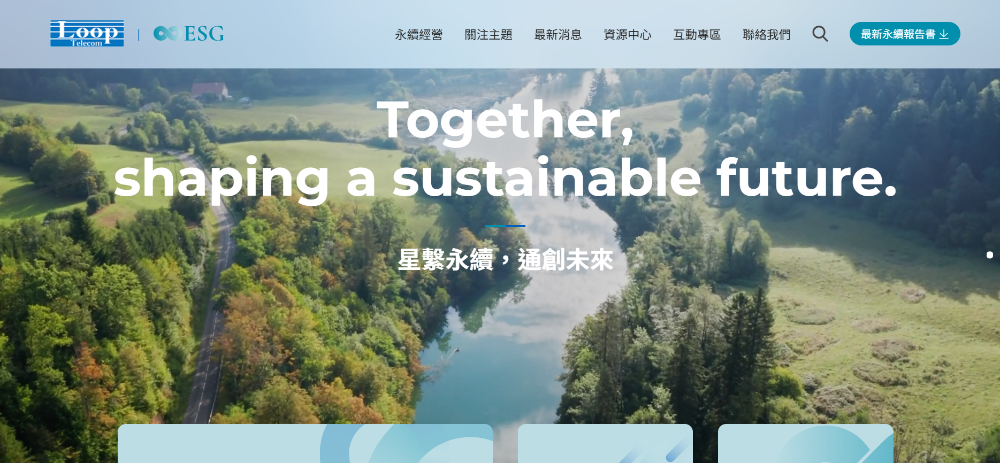 Loop
Telecom
ESG
永續經營
關注主題
最新消息
資源中心
互動專區
聯絡我們
最新永續報告書
Together,
shaping a sustainable future.
星繫永續，通創未來